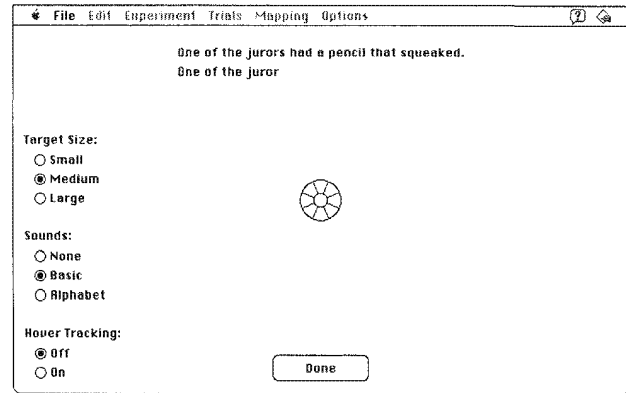 File Edit Experiment Trials Mapping Options
One of the jurors had a pencil that squeaked.
One of the juror
Target Size:
Small
Medium
Large
Sounds:
None
Basic
Alphabet
Hover Tracking:
Off
On
Done